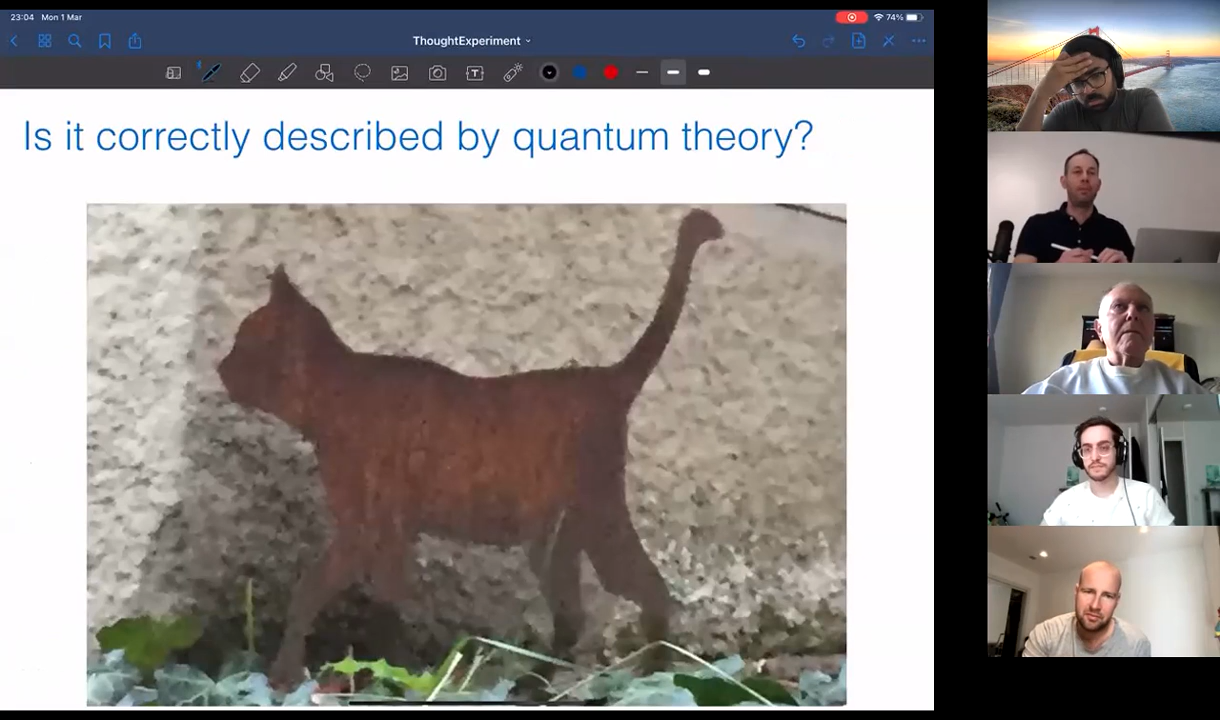 23:04 Mon 1 Mar
74%
ThoughtExperiment
T
Is it correctly described by quantum theory?